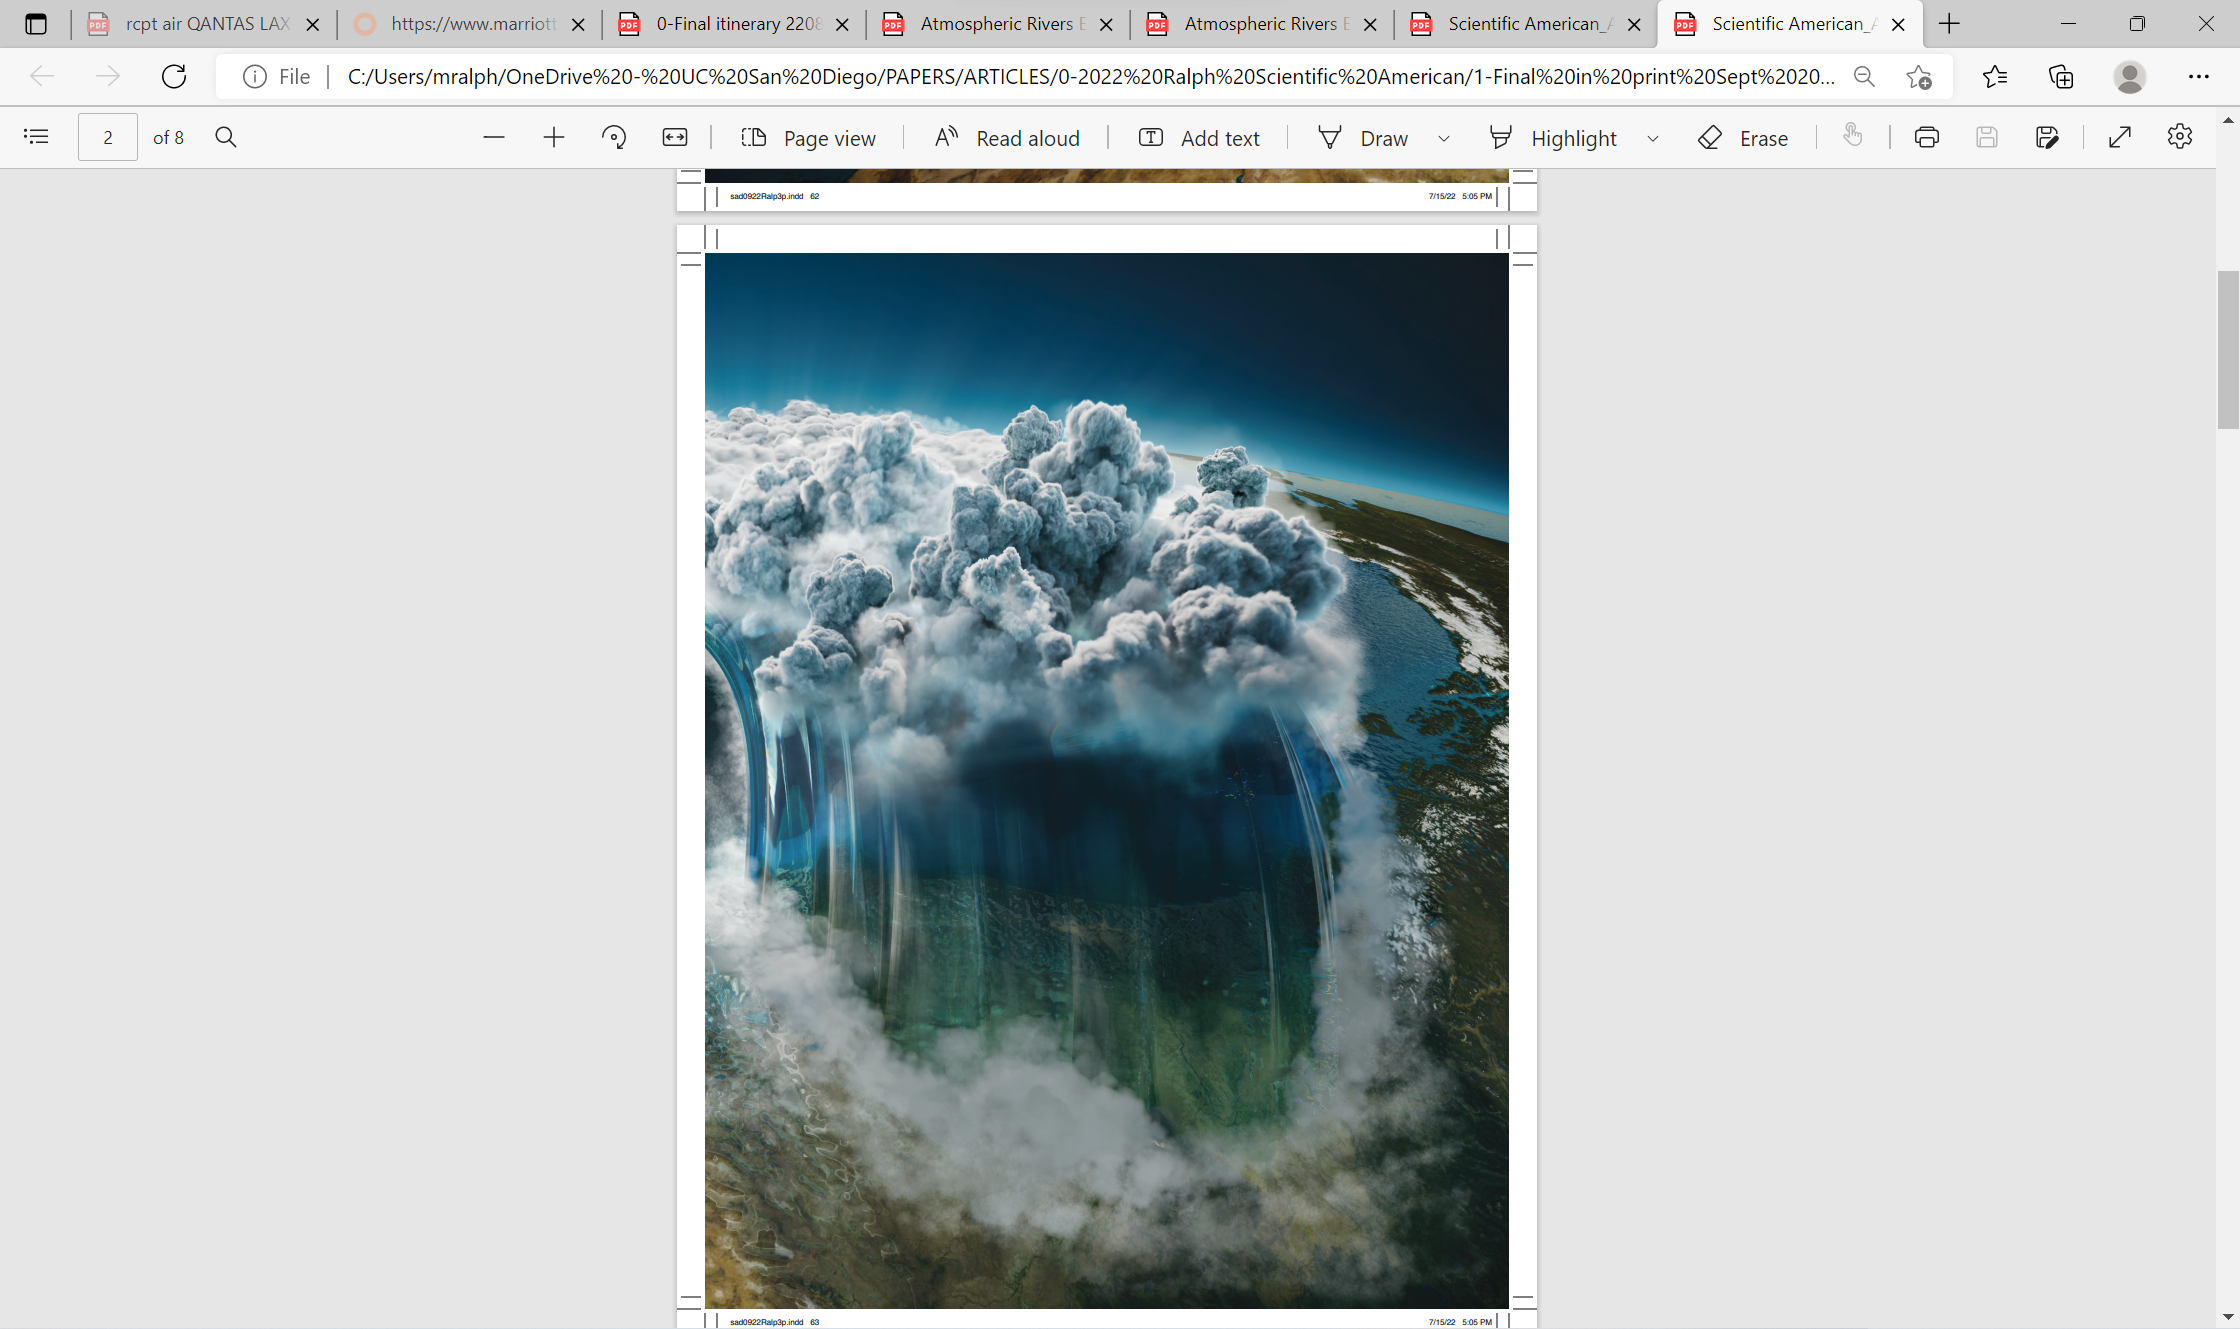 rcpt air QANTAS LAX
https://www.marriott
0-Final itinerary 2208
Atmospheric Rivers E
Atmospheric Rivers E
Scientific American_A
Scientific American_A
File
C:/Users/mralph/OneDrive%20-%20UC%20San%20Diego/PAPERS/ARTICLES/0-2022%20Ralph%20Scientific%20American/1-Final%20in%20print%20Sept%2020...
2 of 8
Page view
Read aloud
Add text
Draw
Highlight
Erase
sad0922Ralp3p.indd 62
7/15/22 5:05 PM
sad0922Ralp3p.indd 63
7/15/22 5:05 PM